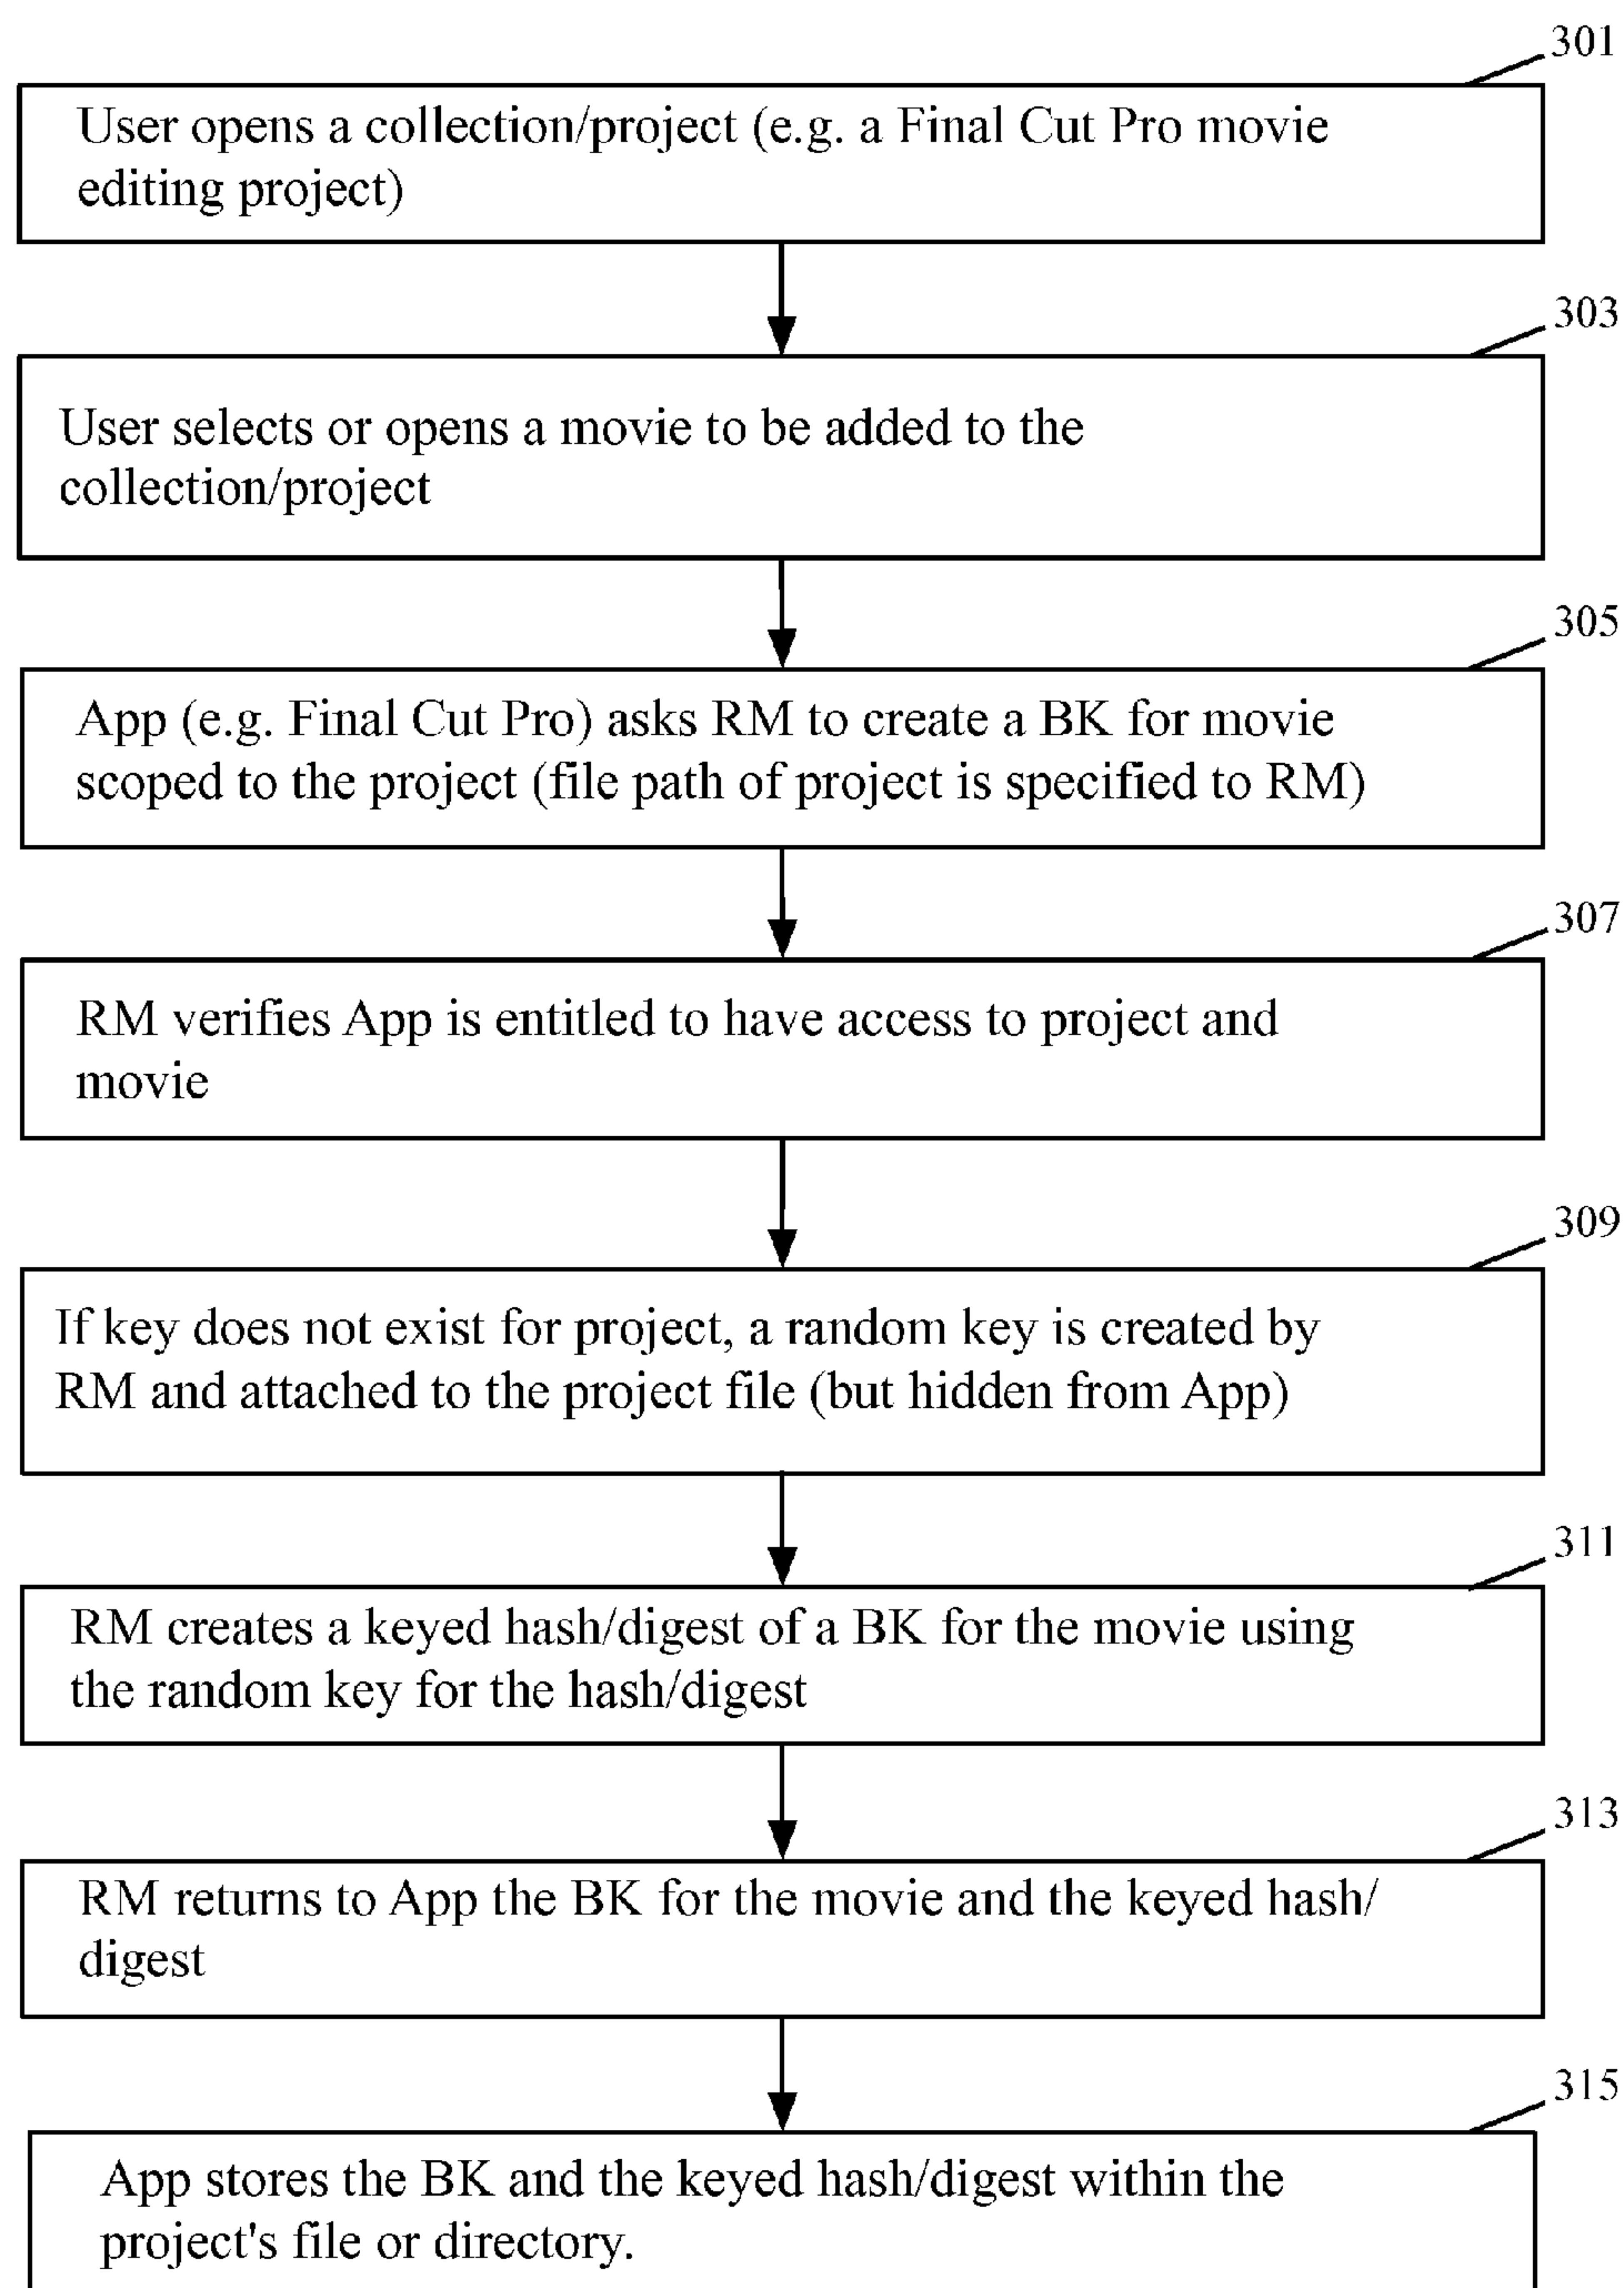 301
User opens a collection/project (e.g. a Final Cut Pro movie
editing project)
303
User selects or opens a movie to be added to the
collection/project
305
App (e.g. Final Cut Pro) asks RM to create a BK for movie
scoped to the project (file path of project is specified to RM)
307
RM verifies App is entitled to have access to project and
movie
309
If key does not exist for project, a random key is created by
RM and attached to the project file (but hidden from App)
311
RM creates a keyed hash/digest of a BK for the movie using
the random key for the hash/digest
313
RM returns to App the BK for the movie and the keyed hash/
digest
315
App stores the BK and the keyed hash/digest within the
project's file or directory.